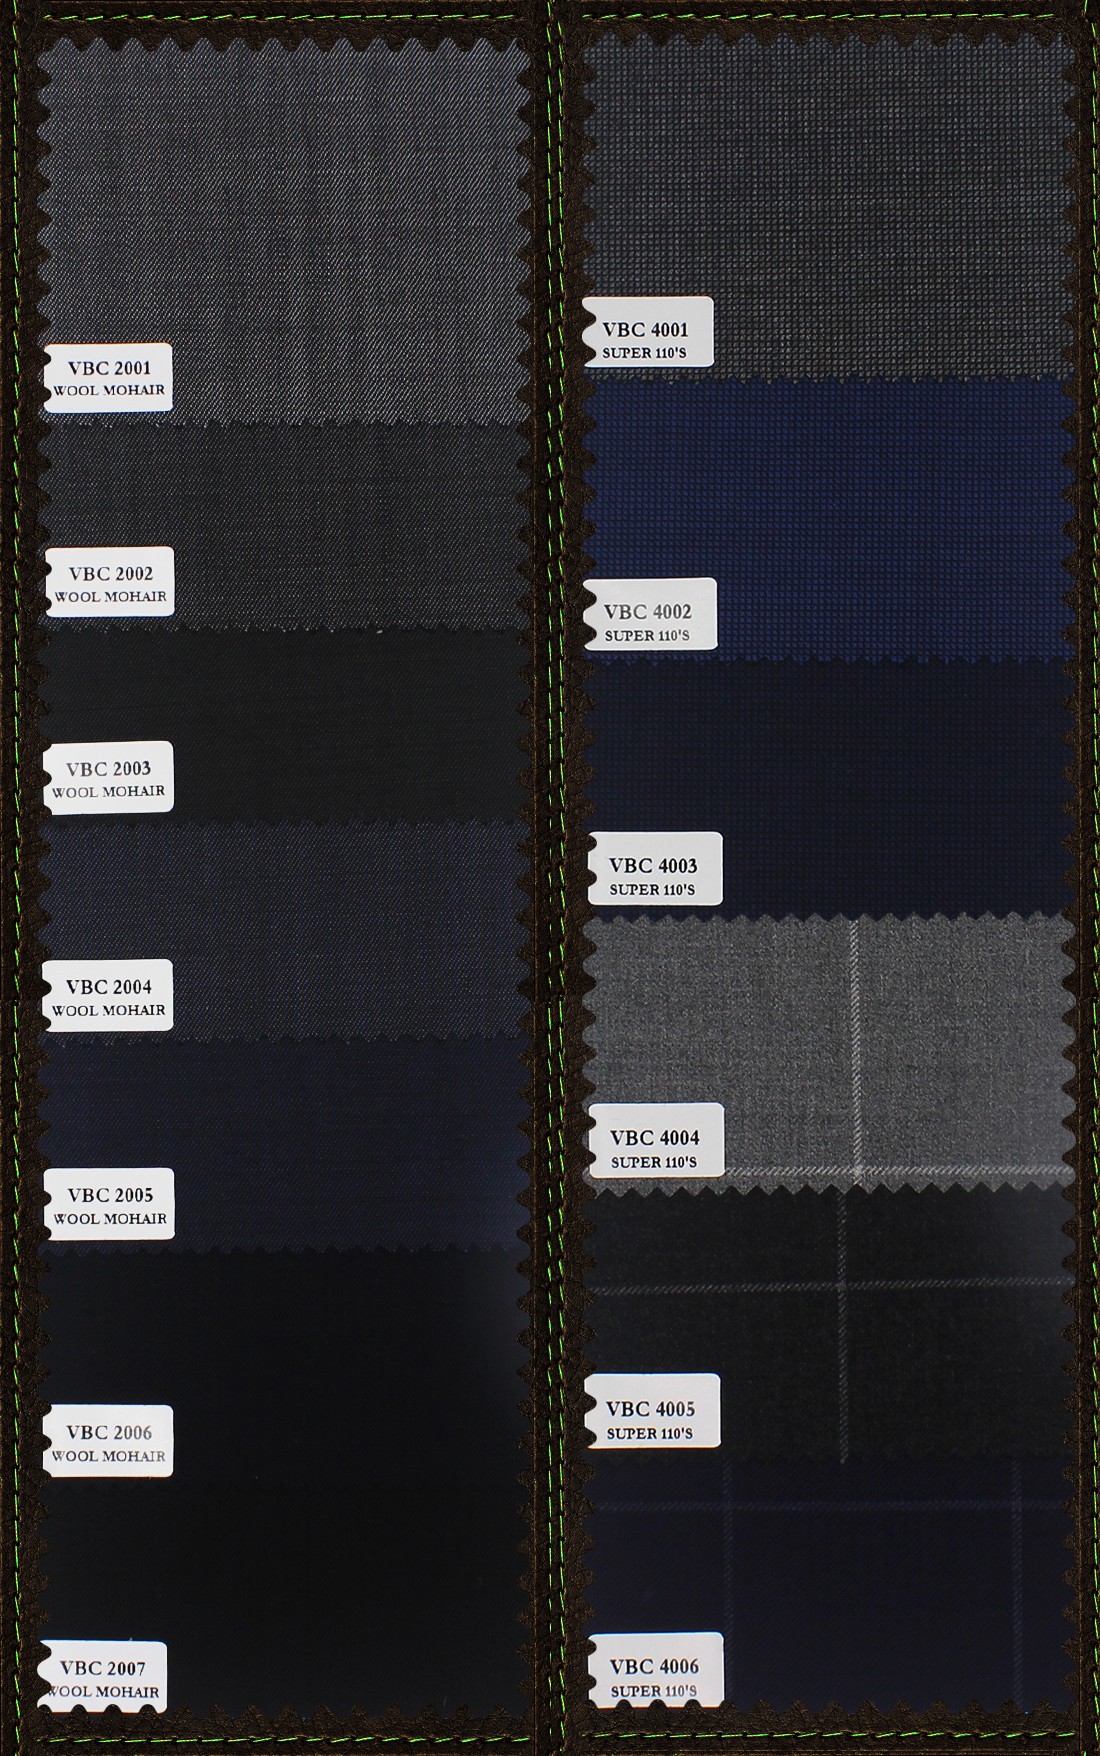 VBC 2001
WOOL MOHAIR
VBC 2002
WOOL MOHAIR
VBC 2003
WOOL MOHAIR
VBC 2004
WOOL MOHAIR
VBC 2005
WOOL MOHAIR
VBC 2006
WOOL MOHAIR
VBC 2007
WOOL MOHAIR
VBC 4001
SUPER 110'S
VBC 4002
SUPER 110'S
VBC 4003
SUPER 110'S
VBC 4004
SUPER 110'S
VBC 4005
SUPER 110'S
VBC 4006
SUPER 110'S